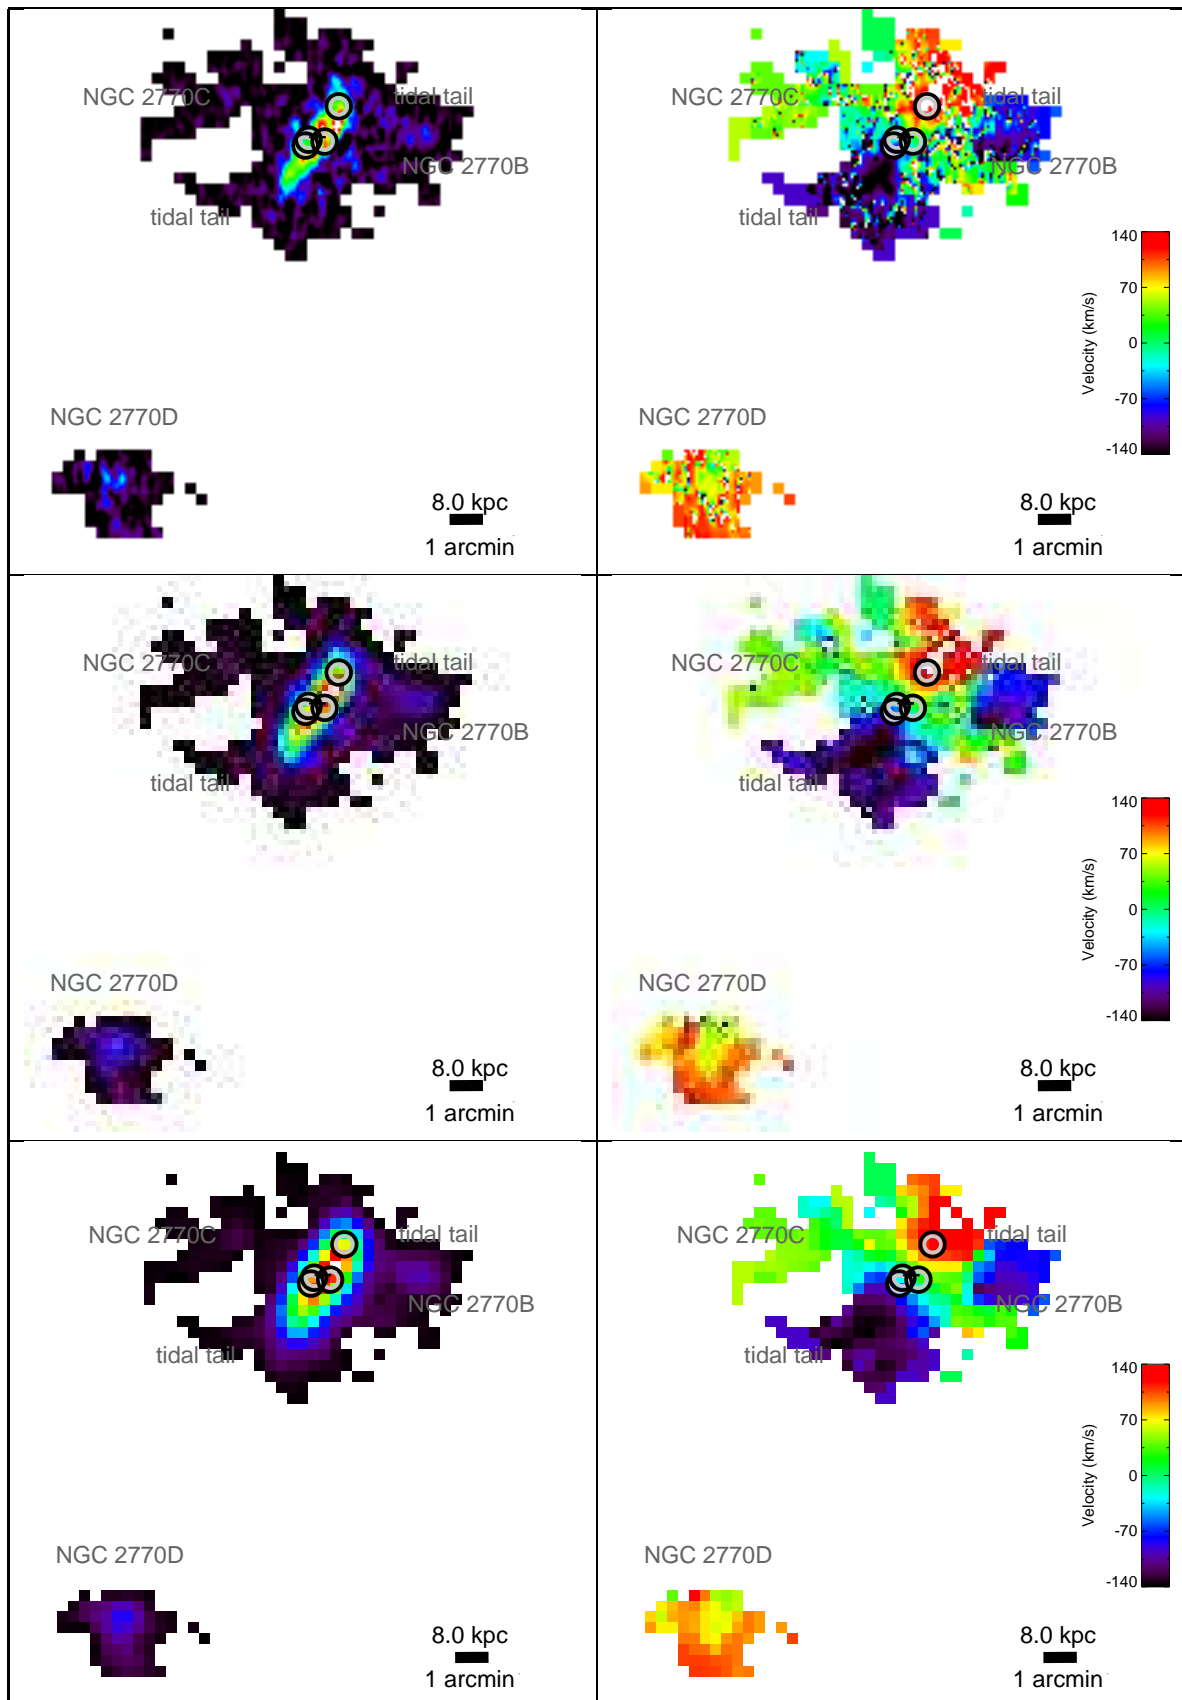 NGC 2770C
tidal tail
NGC 2770B
tidal tail
NGC 2770D
8.0 kpc
1 arcmin
NGC 2770C
tidal tail
NGC 2770B
tidal tail
140
70
0
-70
-140
Velocity (km/s)
NGC 2770D
8.0 kpc
1 arcmin
NGC 2770C
tidal tail
NGC 2770B
tidal tail
NGC 2770D
8.0 kpc
1 arcmin
NGC 2770C
tidal tail
NGC 2770B
tidal tail
140
70
0
-70
-140
Velocity (km/s)
NGC 2770D
8.0 kpc
1 arcmin
NGC 2770C
tidal tail
NGC 2770B
tidal tail
NGC 2770D
8.0 kpc
1 arcmin
NGC 2770C
tidal tail
NGC 2770B
tidal tail
140
70
0
-70
-140
Velocity (km/s)
NGC 2770D
8.0 kpc
1 arcmin